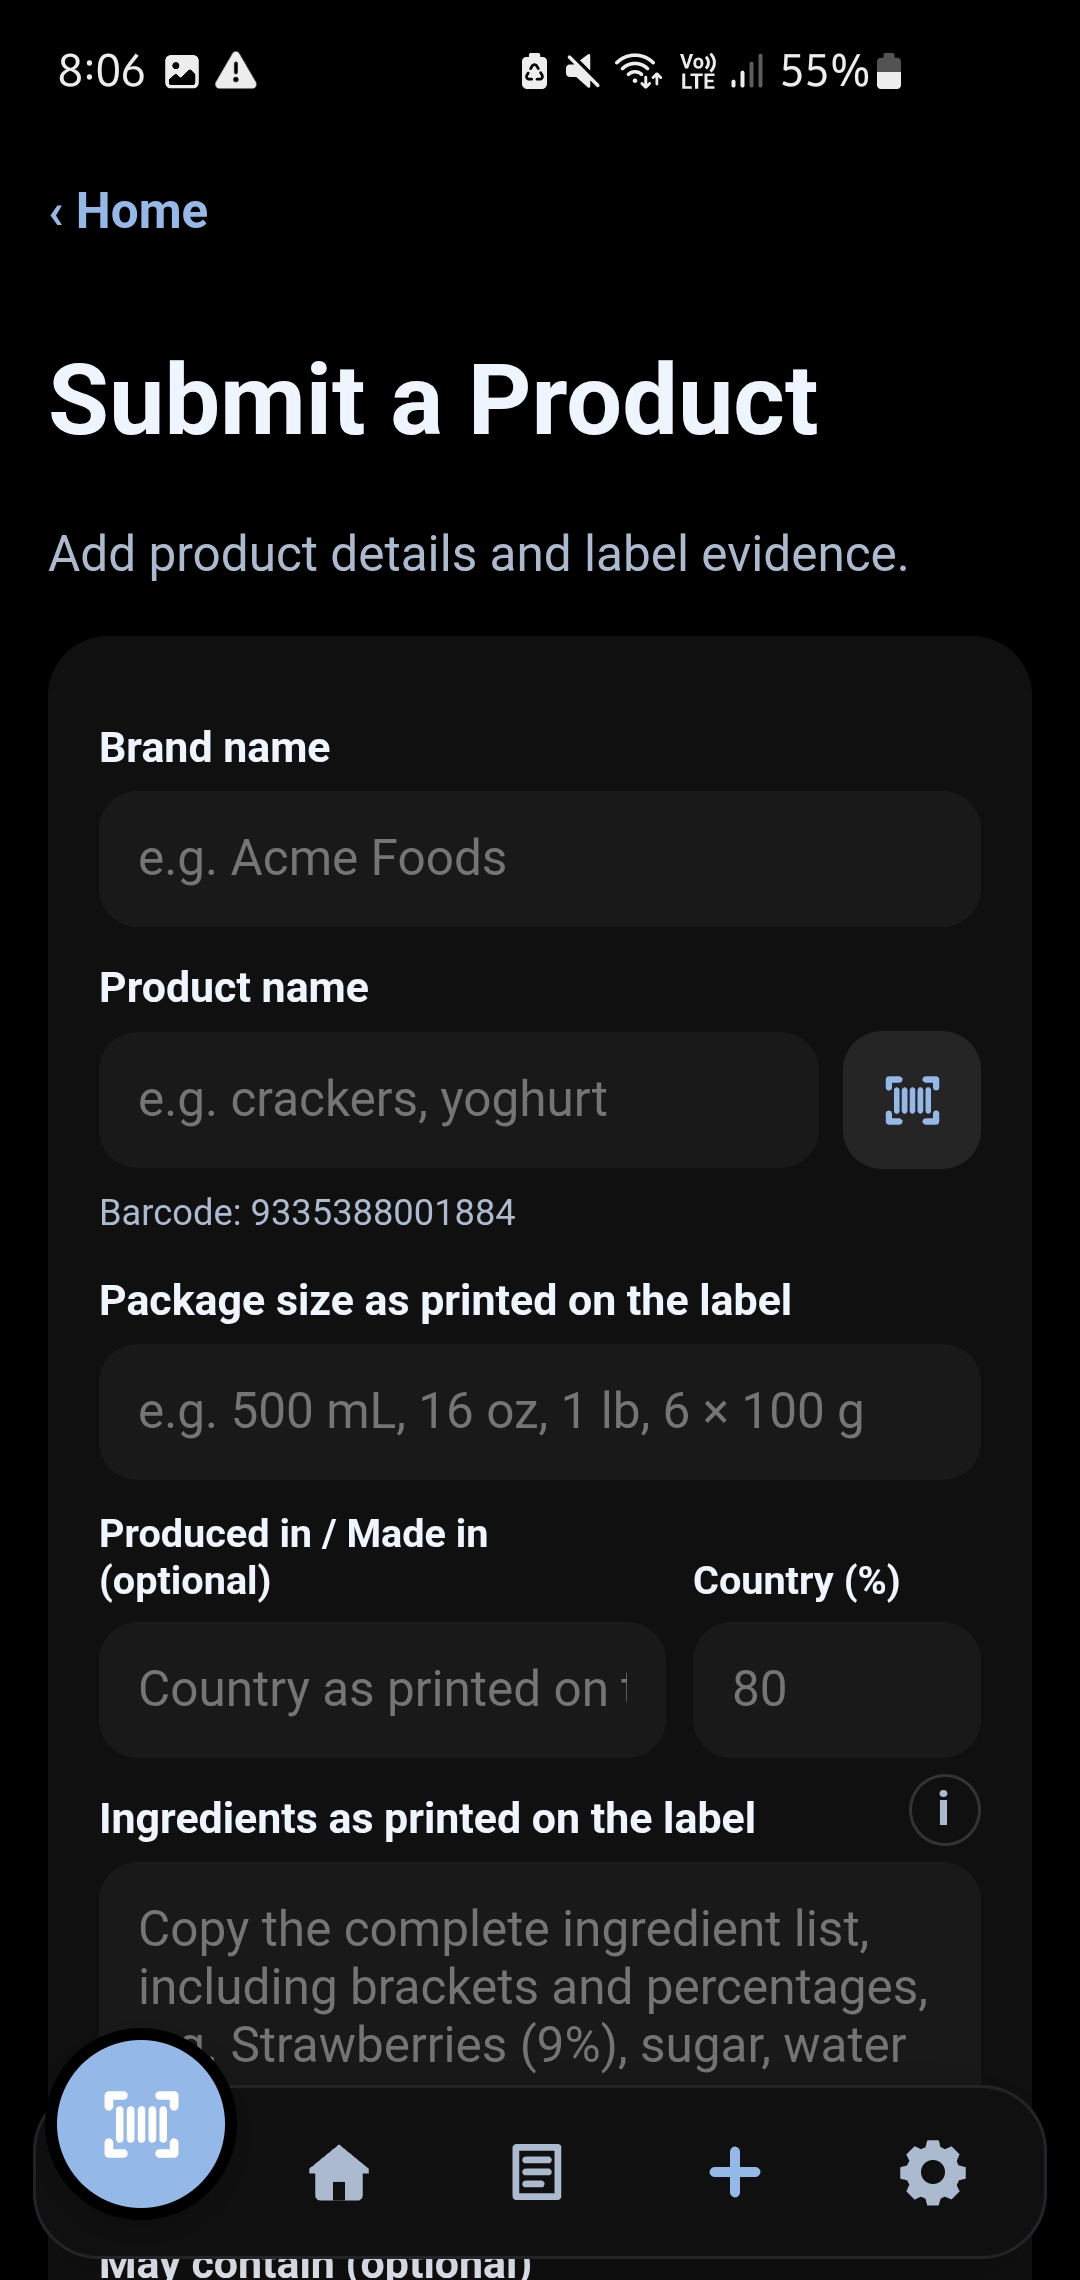 8:06
Vo)) LTE
55%
‹ Home
Submit a Product
Add product details and label evidence.
Brand name
e.g. Acme Foods
Product name
e.g. crackers, yoghurt
Barcode: 9335388001884
Package size as printed on the label
e.g. 500 mL, 16 oz, 1 lb, 6 × 100 g
Produced in / Made in
(optional)
Country (%)
Country as printed on
80
Ingredients as printed on the label
i
Copy the complete ingredient list,
including brackets and percentages,
Strawberries (9%), sugar, water
May contain (optional)